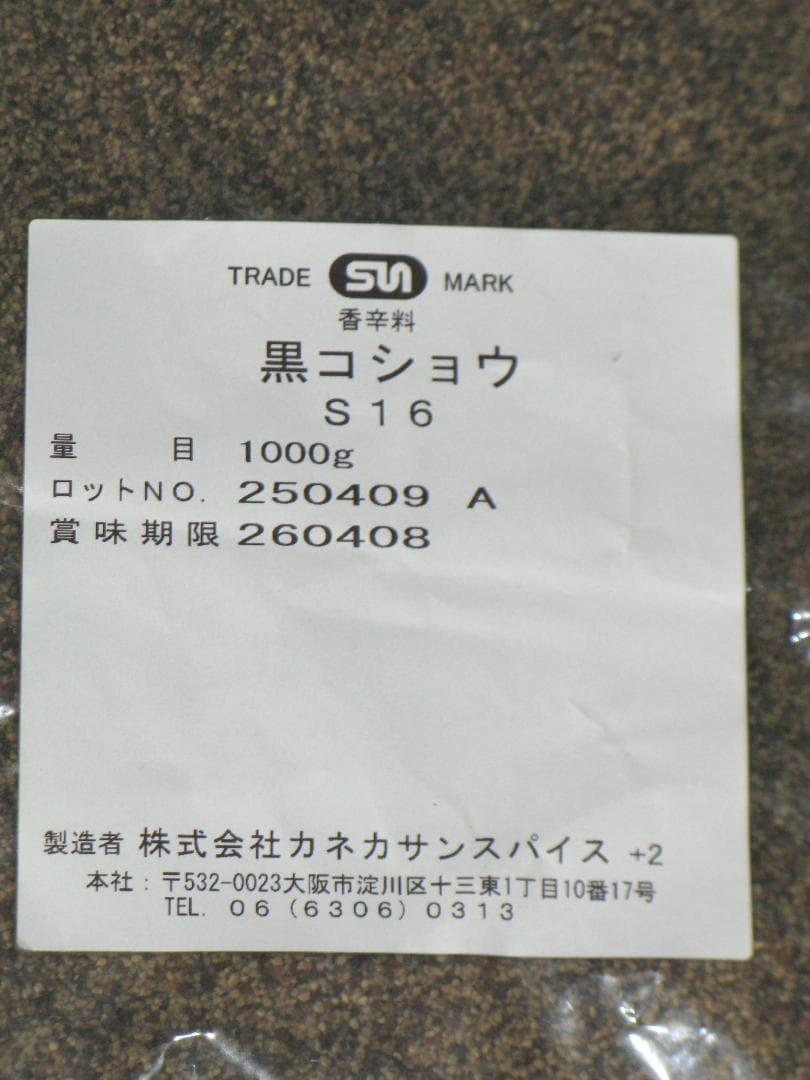 TRADE SUN MARK
香辛料
黒コショウ
S16
量目 1000g
ロットNO. 250409 A
賞味期限 260408
製造者 株式会社カネカサンスパイス +2
本社：〒532-0023大阪市淀川区十三東1丁目10番17号
TEL. 06(6306)0313